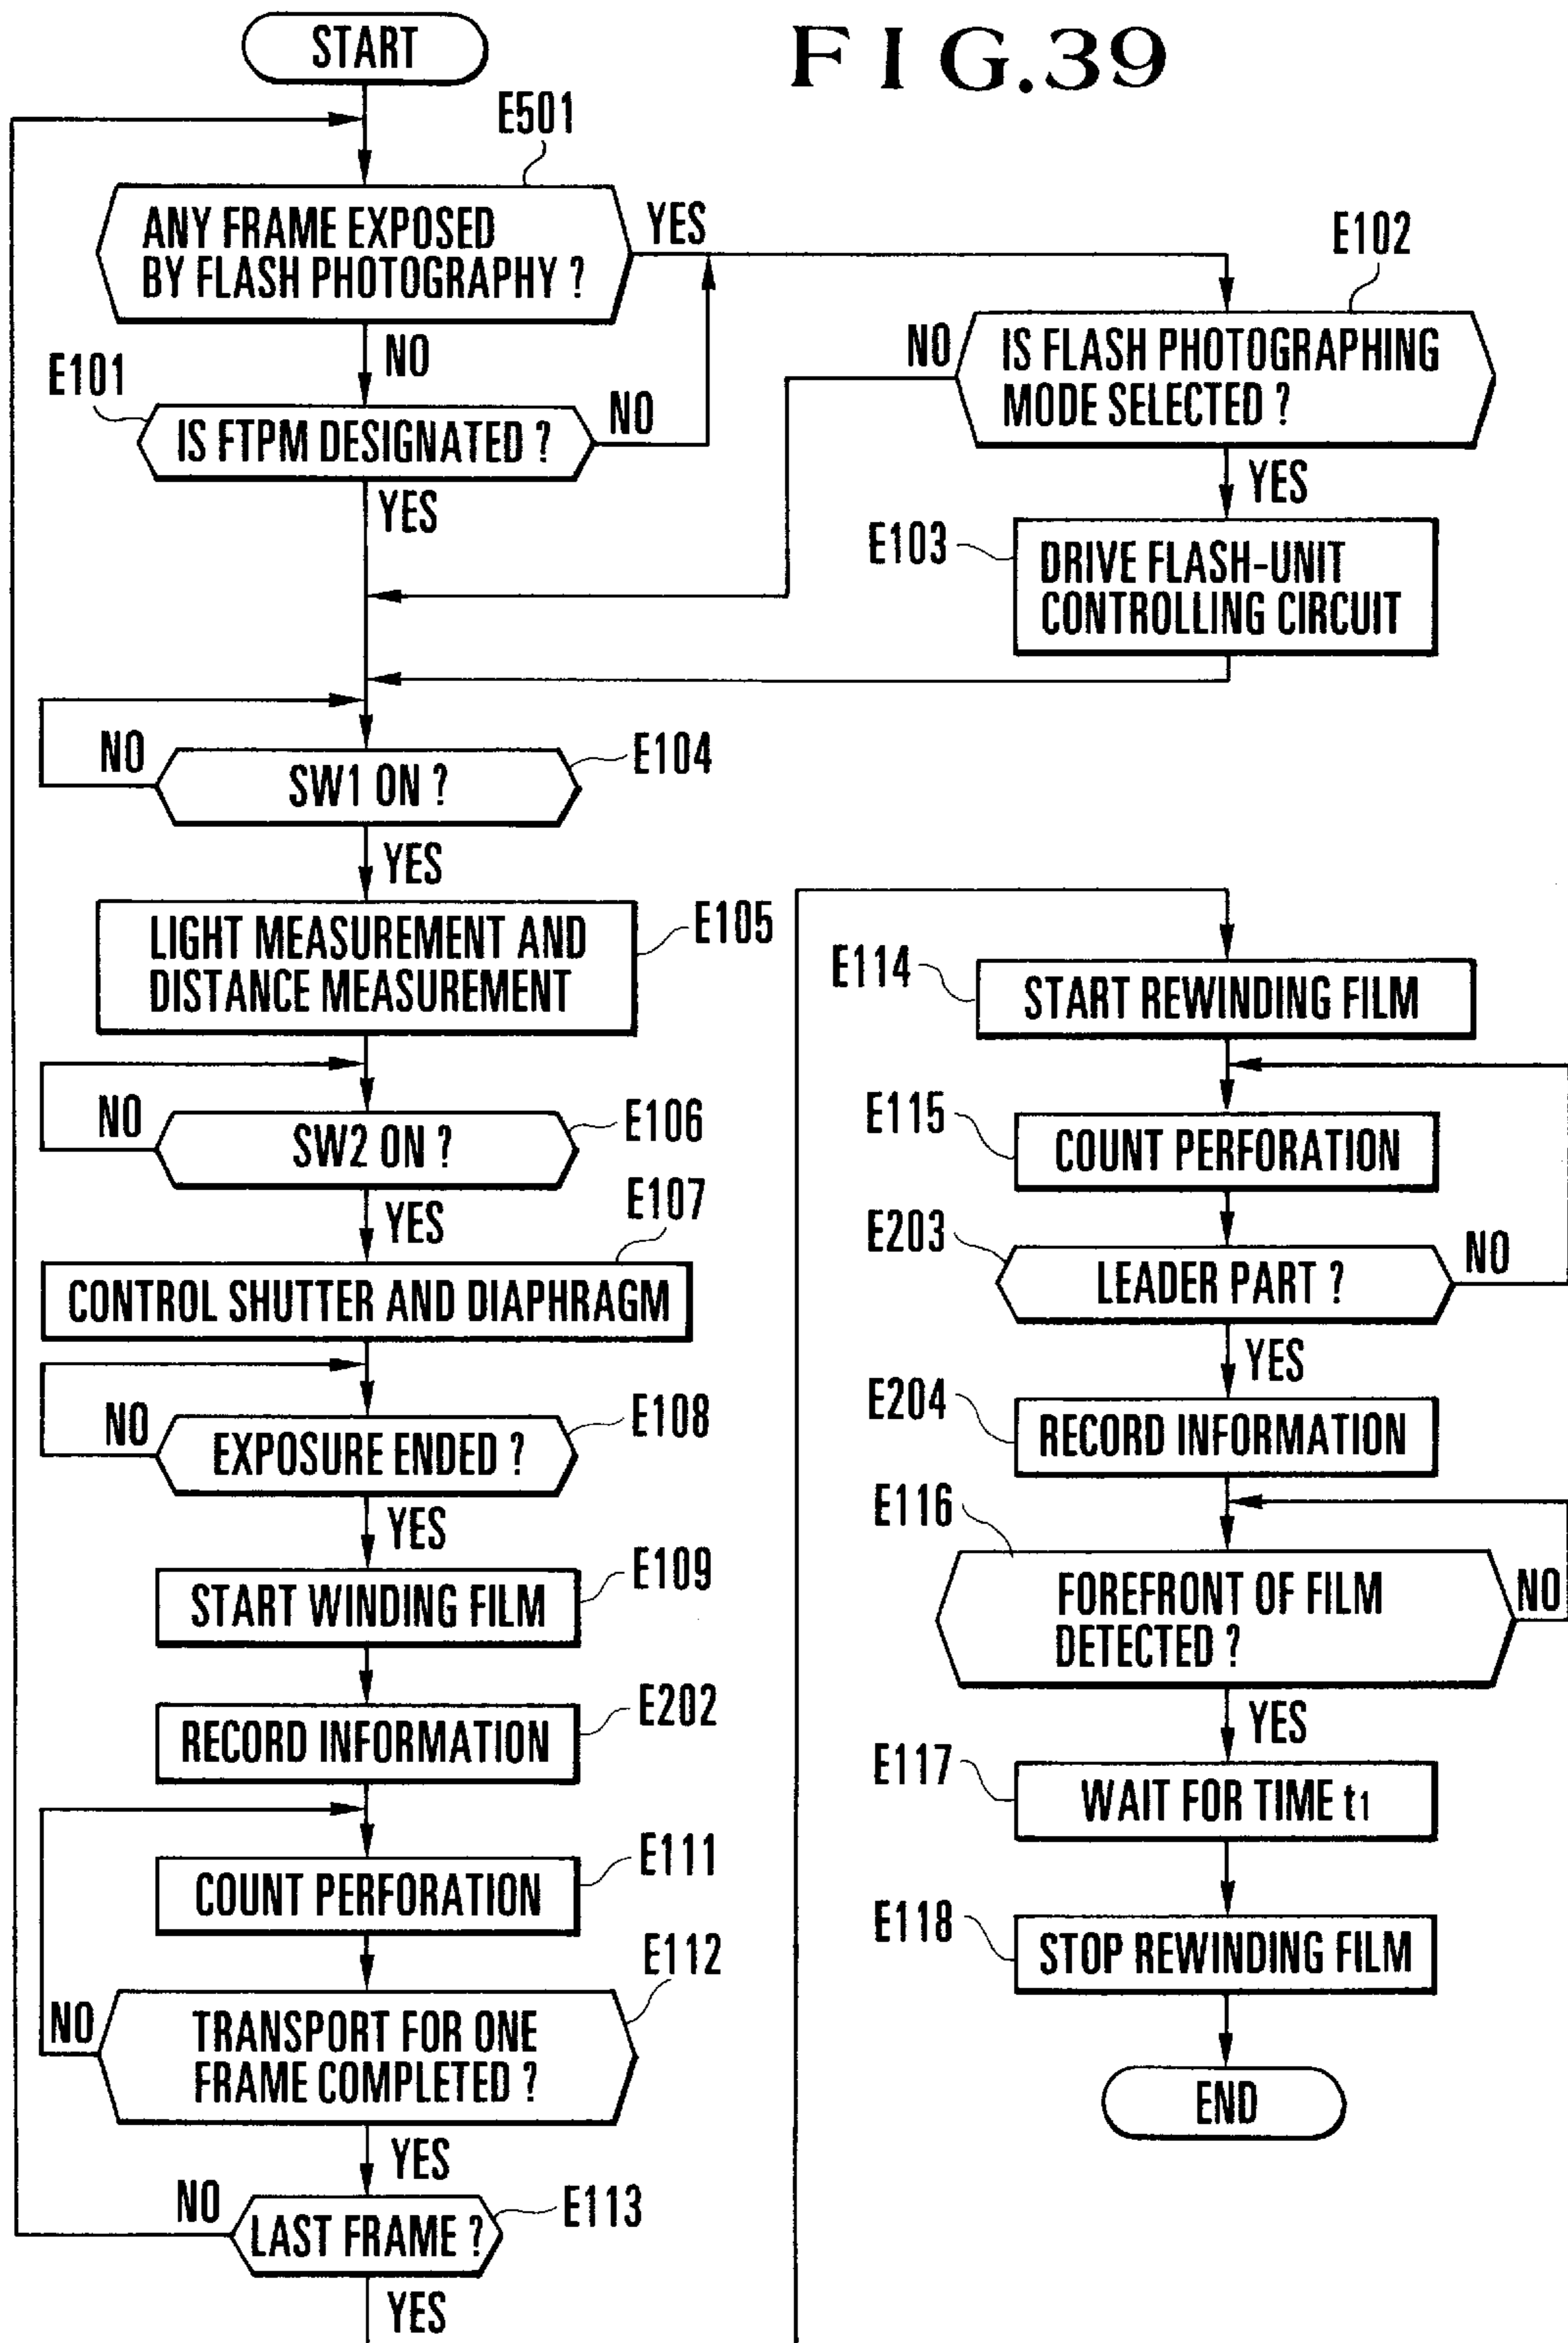 FIG.39
START
E501
ANY FRAME EXPOSED
BY FLASH PHOTOGRAPHY ?
YES
NO
E101
IS FTPM DESIGNATED ?
NO
YES
E102
IS FLASH PHOTOGRAPHING
MODE SELECTED ?
NO
YES
E103
DRIVE FLASH-UNIT
CONTROLLING CIRCUIT
E104
SW1 ON ?
NO
YES
E105
LIGHT MEASUREMENT AND
DISTANCE MEASUREMENT
E106
SW2 ON ?
NO
YES
E107
CONTROL SHUTTER AND DIAPHRAGM
E108
EXPOSURE ENDED ?
NO
YES
E109
START WINDING FILM
E202
RECORD INFORMATION
E111
COUNT PERFORATION
E112
TRANSPORT FOR ONE
FRAME COMPLETED ?
NO
YES
E113
LAST FRAME ?
NO
YES
E114
START REWINDING FILM
E115
COUNT PERFORATION
E203
LEADER PART ?
NO
YES
E204
RECORD INFORMATION
E116
FOREFRONT OF FILM
DETECTED ?
NO
YES
E117
WAIT FOR TIME t1
E118
STOP REWINDING FILM
END